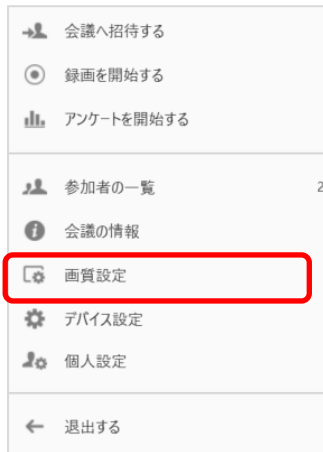 会議へ招待する
録画を開始する
アンケートを開始する
参加者の一覧 2
会議の情報
画質設定
デバイス設定
個人設定
退出する